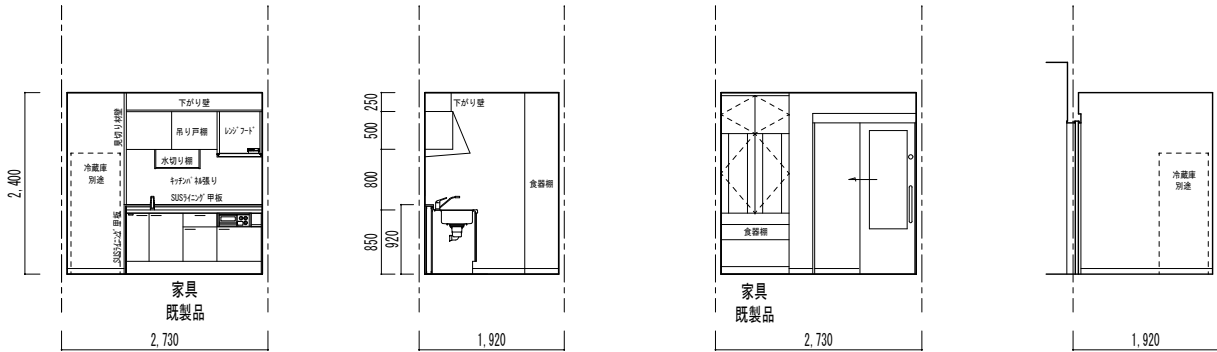 2,400
見切り材壁
下がり壁
吊り戸棚
レンジフード
水切り棚
冷蔵庫
別途
キッチンパネル張り
SUSライニング甲板
SUSライニング甲板
家具
既製品
2,730
250
500
800
850
920
下がり壁
食器棚
1,920
食器棚
家具
既製品
2,730
冷蔵庫
別途
1,920